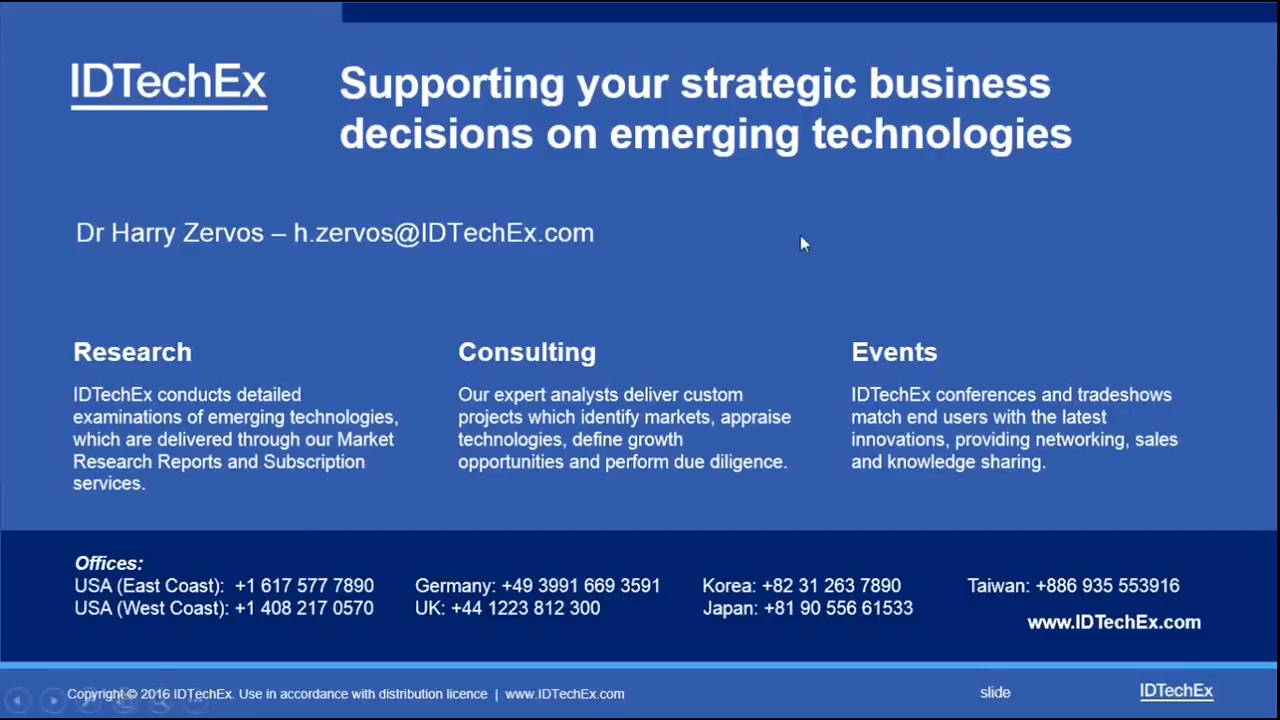 IDTechEx
Supporting your strategic business
decisions on emerging technologies
Dr Harry Zervos – h.zervos@IDTechEx.com
Research
IDTechEx conducts detailed
examinations of emerging technologies,
which are delivered through our Market
Research Reports and Subscription
services.
Consulting
Our expert analysts deliver custom
projects which identify markets, appraise
technologies, define growth
opportunities and perform due diligence.
Events
IDTechEx conferences and tradeshows
match end users with the latest
innovations, providing networking, sales
and knowledge sharing.
Offices:
USA (East Coast): +1 617 577 7890
USA (West Coast): +1 408 217 0570
Germany: +49 3991 669 3591
UK: +44 1223 812 300
Korea: +82 31 263 7890
Japan: +81 90 556 61533
Taiwan: +886 935 553916
www.IDTechEx.com
Copyright © 2016 IDTechEx. Use in accordance with distribution licence | www.IDTechEx.com
slide
IDTechEx